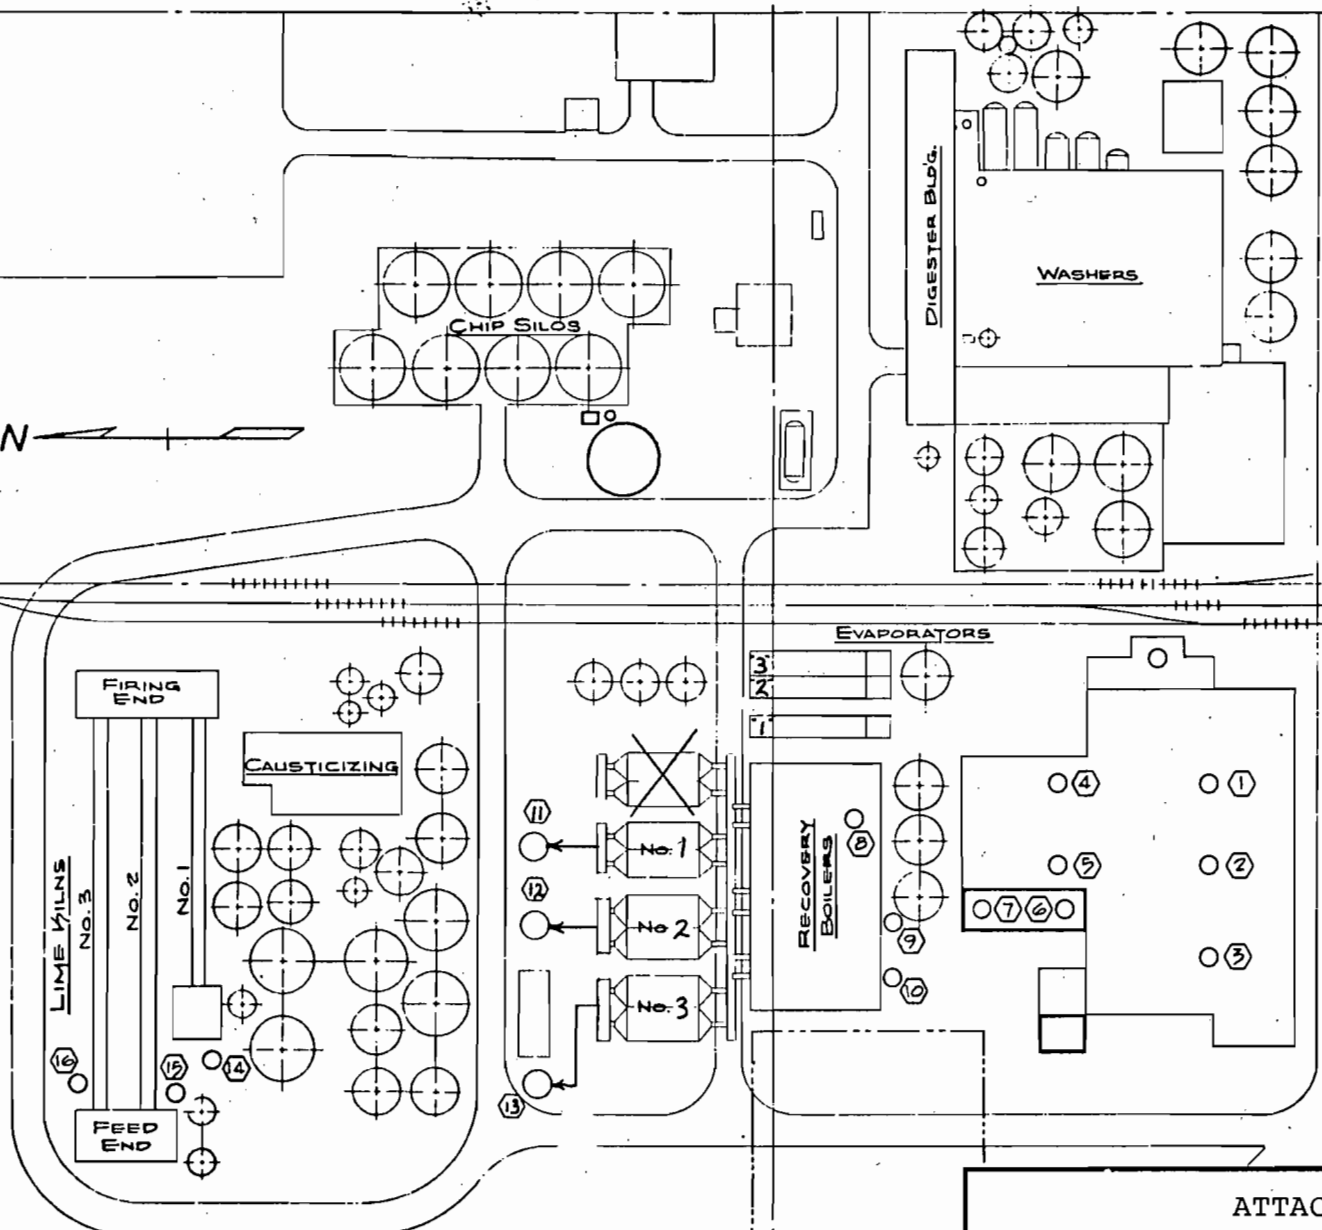 DIGESTER BLD'G.
WASHERS
CHIP SILOS
N
EVAPORATORS
3
2
1
FIRING
END
CAUSTICIZING
LIME KILNS
No. 3
No. 2
No. 1
11
No. 1
12
No. 2
No. 3
13
RECOVERY
BOILERS
8
9
10
4
1
5
2
7
6
3
16
15
14
FEED
END
ATTAC